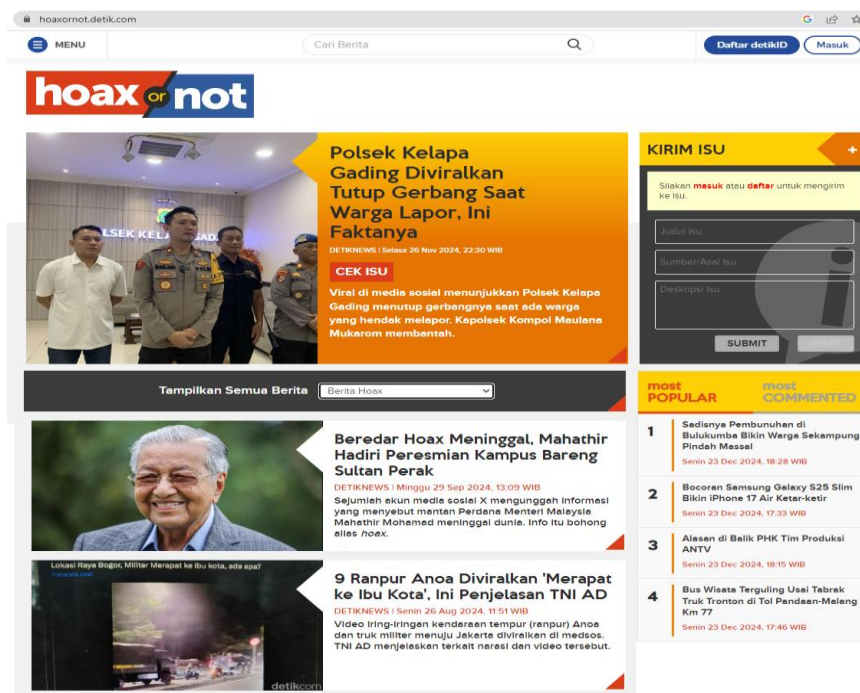 hoaxornot.detik.com
MENU
Cari Berita
Daftar detikID
Masuk
hoax or not
POLSEK KELAPA GADING
Polsek Kelapa
Gading Diviralkan
Tutup Gerbang Saat
Warga Lapor, Ini
Faktanya
DETIKNEWS | Selasa 26 Nov 2024, 22:30 WIB
CEK ISU
Viral di media sosial menunjukkan Polsek Kelapa
Gading menutup gerbangnya saat ada warga
yang hendak melapor. Kapolsek Kompol Maulana
Mukarom membantah.
KIRIM ISU
+
Silakan masuk atau daftar untuk mengirim
ke isu.
Judul Isu
Sumber/Asal Isu
Deskripsi Isu
SUBMIT
RESET
Tampilkan Semua Berita
Berita Hoax
Beredar Hoax Meninggal, Mahathir
Hadiri Peresmian Kampus Bareng
Sultan Perak
DETIKNEWS | Minggu 29 Sep 2024, 13:09 WIB
Sejumlah akun media sosial X mengunggah informasi
yang menyebut mantan Perdana Menteri Malaysia
Mahathir Mohamad meninggal dunia. Info itu bohong
alias hoax.
Lokasi Raya Bogor, Militer Merapat ke Ibu kota, ada apa?
Translate post
detikcom
9 Ranpur Anoa Diviralkan 'Merapat
ke Ibu Kota', Ini Penjelasan TNI AD
DETIKNEWS | Senin 26 Aug 2024, 11:51 WIB
Video iring-iringan kendaraan tempur (ranpur) Anoa
dan truk militer menuju Jakarta diviralkan di medsos.
TNI AD menjelaskan terkait narasi dan video tersebut.
most POPULAR
most COMMENTED
1
Sadisnya Pembunuhan di
Bulukumba Bikin Warga Sekampung
Pindah Massal
Senin 23 Dec 2024, 18:28 WIB
2
Bocoran Samsung Galaxy S25 Slim
Bikin iPhone 17 Air Ketar-ketir
Senin 23 Dec 2024, 17:33 WIB
3
Alasan di Balik PHK Tim Produksi
ANTV
Senin 23 Dec 2024, 18:15 WIB
4
Bus Wisata Terguling Usai Tabrak
Truk Tronton di Tol Pandaan-Malang
Km 77
Senin 23 Dec 2024, 17:46 WIB